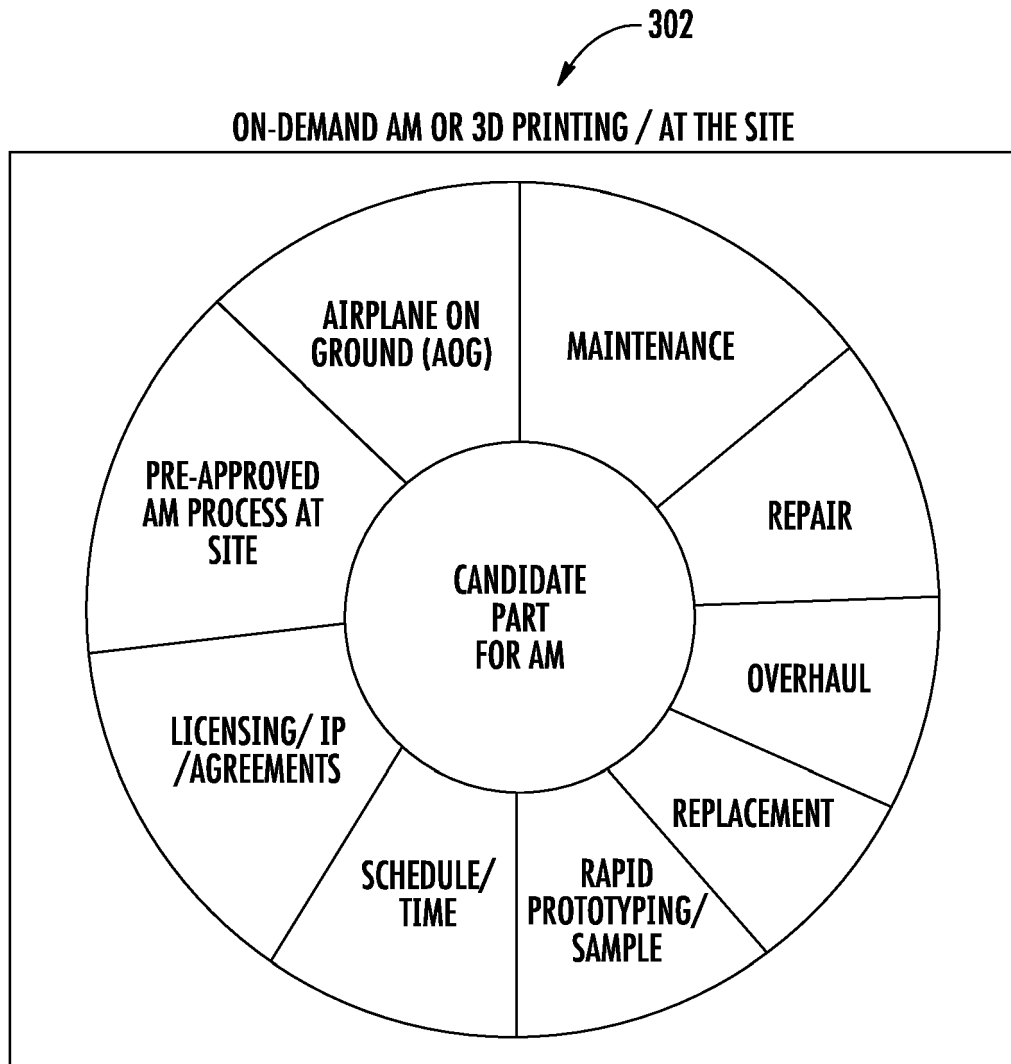 302
ON-DEMAND AM OR 3D PRINTING / AT THE SITE
AIRPLANE ON
GROUND (AOG)
MAINTENANCE
PRE-APPROVED
AM PROCESS AT
SITE
REPAIR
CANDIDATE
PART
FOR AM
OVERHAUL
LICENSING/ IP
/AGREEMENTS
REPLACEMENT
SCHEDULE/
TIME
RAPID
PROTOTYPING/
SAMPLE